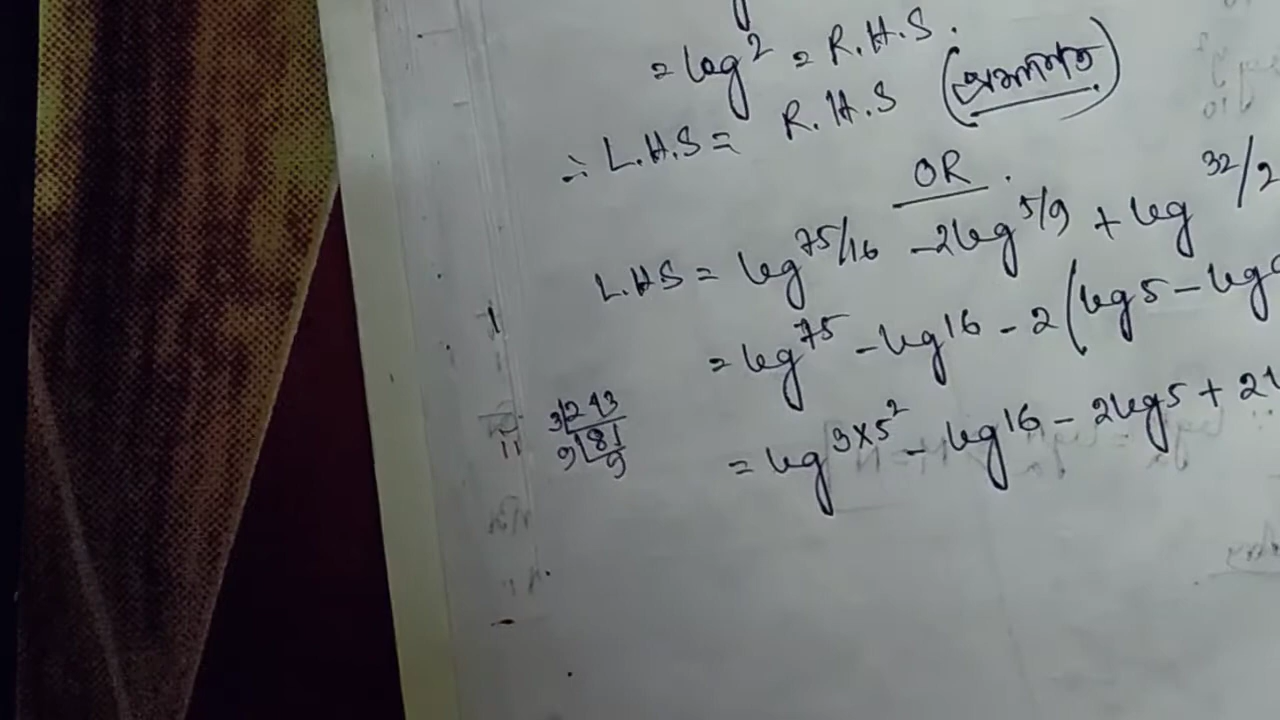 = log 2 = R.H.S.
∴ L.H.S = R.H.S (প্রমাণিত)
OR.
L.H.S = log 75/16 - 2log 5/9 + log 32/2
= log 75 - log 16 - 2(log 5 - log
= log 3×5² - log 16 - 2log 5 + 2
3|243
9|81
9